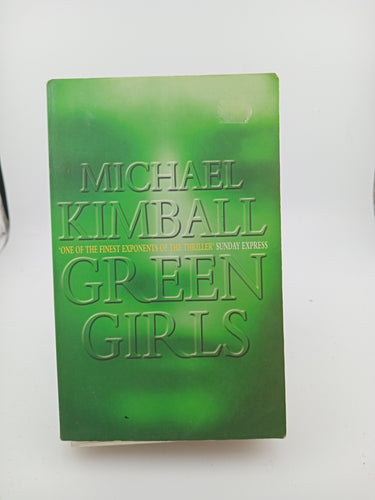 MICHAEL
KIMBALL
'ONE OF THE FINEST EXPONENTS OF THE THRILLER' SUNDAY EXPRESS
GREEN
GIRLS